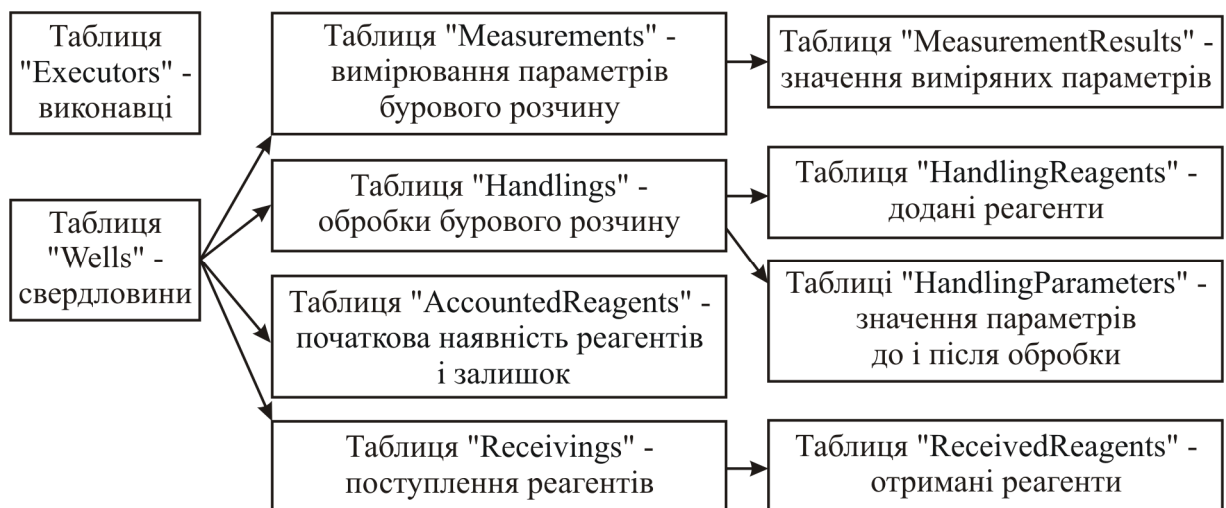 Таблиця
"Executors" -
виконавці
Таблиця
"Wells" -
свердловини
Таблиця "Measurements" -
вимірювання параметрів
бурового розчину
Таблиця "Handlings" -
обробки бурового розчину
Таблиця "AccountedReagents" -
початкова наявність реагентів
і залишок
Таблиця "Receivings" -
поступлення реагентів
Таблиця "MeasurementResults" -
значення виміряних параметрів
Таблиця "HandlingReagents" -
додані реагенти
Таблиці "HandlingParameters" -
значення параметрів
до і після обробки
Таблиця "ReceivedReagents" -
отримані реагенти